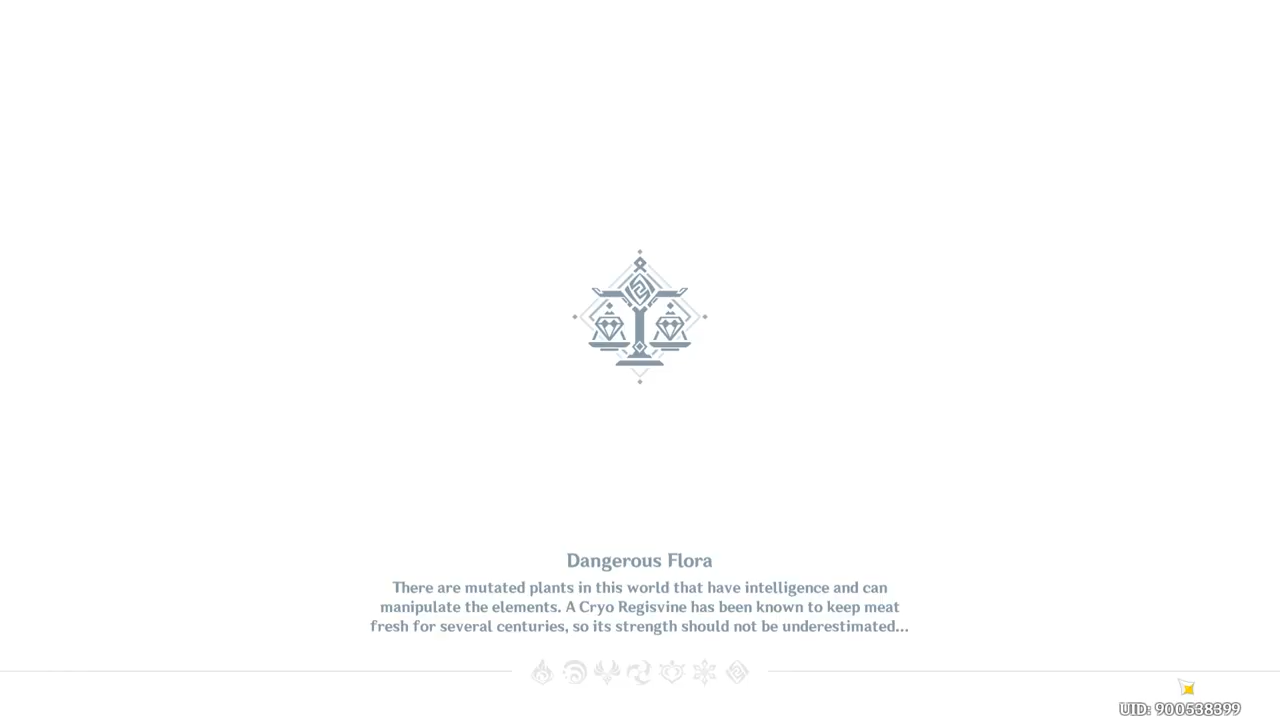 Dangerous Flora
There are mutated plants in this world that have intelligence and can
manipulate the elements. A Cryo Regisvine has been known to keep meat
fresh for several centuries, so its strength should not be underestimated...
UID: 900538399